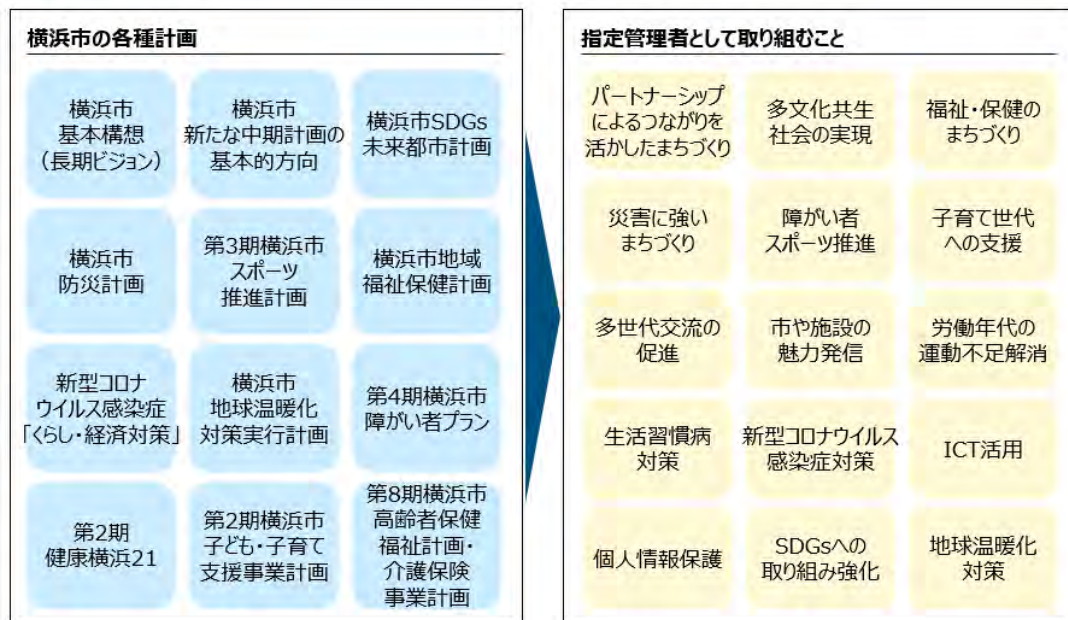 横浜市の各種計画
横浜市
基本構想
（長期ビジョン）
横浜市
新たな中期計画の
基本的方向
横浜市SDGs
未来都市計画
横浜市
防災計画
第3期横浜市
スポーツ
推進計画
横浜市地域
福祉保健計画
新型コロナ
ウイルス感染症
「くらし・経済対策」
横浜市
地球温暖化
対策実行計画
第4期横浜市
障がい者プラン
第2期
健康横浜21
第2期横浜市
子ども・子育て
支援事業計画
第8期横浜市
高齢者保健
福祉計画・
介護保険
事業計画
指定管理者として取り組むこと
パートナーシップ
によるつながりを
活かしたまちづくり
多文化共生
社会の実現
福祉・保健の
まちづくり
災害に強い
まちづくり
障がい者
スポーツ推進
子育て世代
への支援
多世代交流の
促進
市や施設の
魅力発信
労働年代の
運動不足解消
生活習慣病
対策
新型コロナウイルス
感染症対策
ICT活用
個人情報保護
SDGsへの
取り組み強化
地球温暖化
対策